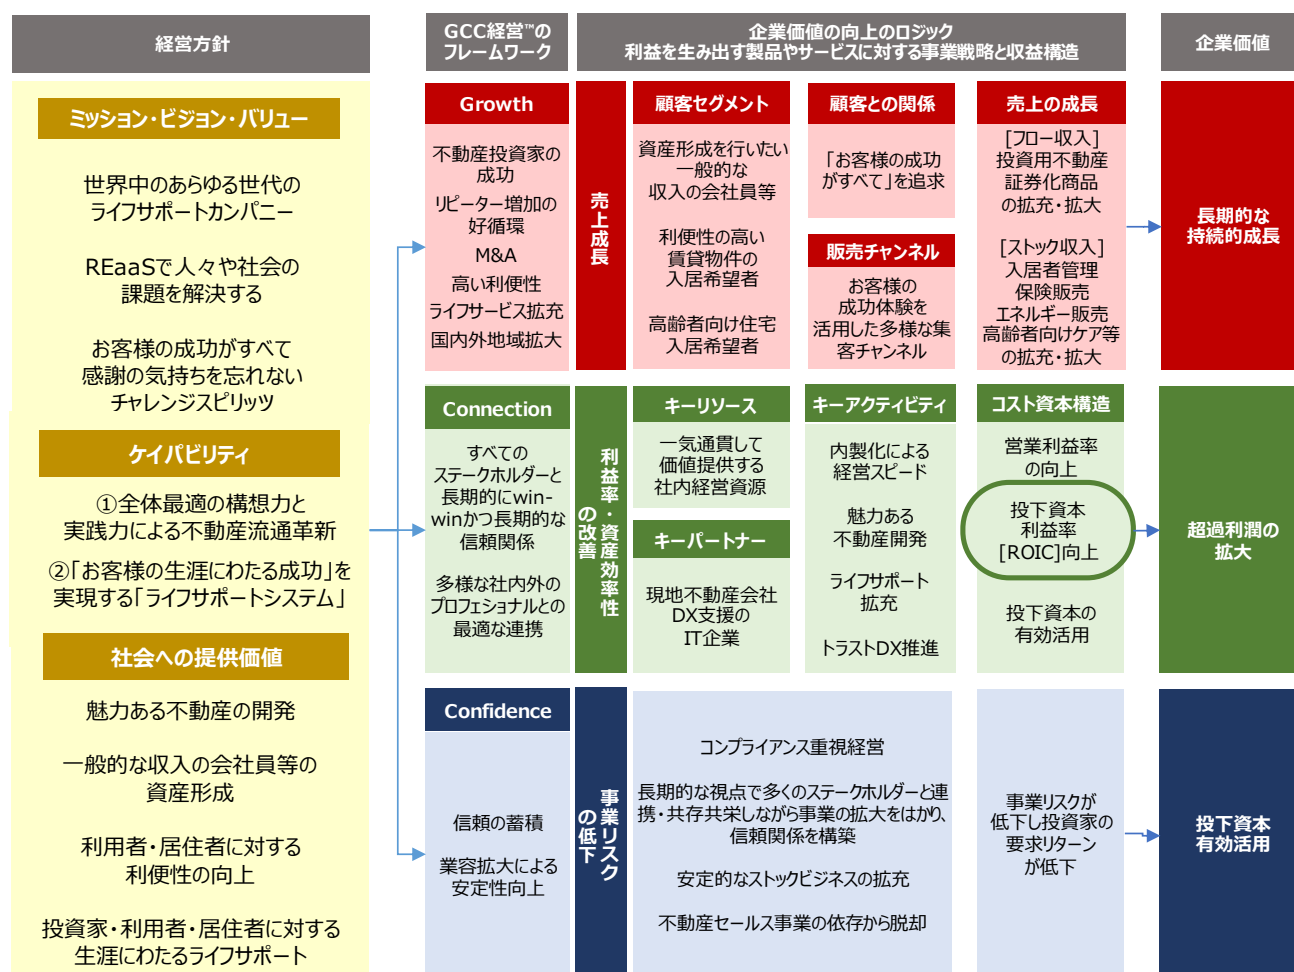 経営方針
GCC経営™の
フレームワーク
企業価値の向上のロジック
利益を生み出す製品やサービスに対する事業戦略と収益構造
企業価値
ミッション・ビジョン・バリュー
世界中のあらゆる世代の
ライフサポートカンパニー
REaaSで人々や社会の
課題を解決する
お客様の成功がすべて
感謝の気持ちを忘れない
チャレンジスピリッツ
ケイパビリティ
①全体最適の構想力と
実践力による不動産流通革新
②「お客様の生涯にわたる成功」を
実現する「ライフサポートシステム」
社会への提供価値
魅力ある不動産の開発
一般的な収入の会社員等の
資産形成
利用者・居住者に対する
利便性の向上
投資家・利用者・居住者に対する
生涯にわたるライフサポート
Growth
不動産投資家の
成功
リピーター増加の
好循環
M&A
高い利便性
ライフサービス拡充
国内外地域拡大
売上成長
顧客セグメント
資産形成を行いたい
一般的な
収入の会社員等
利便性の高い
賃貸物件の
入居希望者
高齢者向け住宅
入居希望者
顧客との関係
「お客様の成功
がすべて」を追求
販売チャンネル
お客様の
成功体験を
活用した多様な集
客チャンネル
売上の成長
[フロー収入]
投資用不動産
証券化商品
の拡充・拡大
[ストック収入]
入居者管理
保険販売
エネルギー販売
高齢者向けケア等
の拡充・拡大
長期的な
持続的成長
Connection
すべての
ステークホルダーと
長期的にwin-
winかつ長期的な
信頼関係
多様な社内外の
プロフェショナルとの
最適な連携
利益率・資産効率性
の改善
キーリソース
一気通貫して
価値提供する
社内経営資源
キーパートナー
現地不動産会社
DX支援の
IT企業
キーアクティビティ
内製化による
経営スピード
魅力ある
不動産開発
ライフサポート
拡充
トラストDX推進
コスト資本構造
営業利益率
の向上
投下資本
利益率
[ROIC]向上
投下資本の
有効活用
超過利潤の
拡大
Confidence
信頼の蓄積
業容拡大による
安定性向上
事業リスク
の低下
コンプライアンス重視経営
長期的な視点で多くのステークホルダーと連
携・共存共栄しながら事業の拡大をはかり、
信頼関係を構築
安定的なストックビジネスの拡充
不動産セールス事業の依存から脱却
事業リスクが
低下し投資家の
要求リターン
が低下
投下資本
有効活用